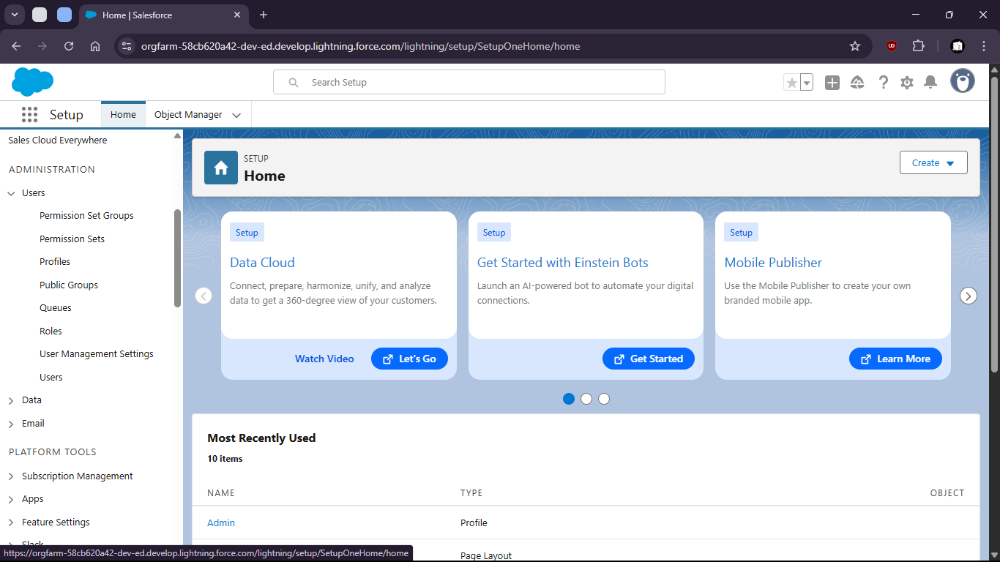 Home | Salesforce
orgfarm-58cb620a42-dev-ed.develop.lightning.force.com/lightning/setup/SetupOneHome/home
UD
Search Setup
Setup
Home
Object Manager
Sales Cloud Everywhere
ADMINISTRATION
Users
Permission Set Groups
Permission Sets
Profiles
Public Groups
Queues
Roles
User Management Settings
Users
Data
Email
PLATFORM TOOLS
Subscription Management
Apps
Feature Settings
Slack
SETUP
Home
Create
Setup
Data Cloud
Connect, prepare, harmonize, unify, and analyze
data to get a 360-degree view of your customers.
Watch Video
Let's Go
Setup
Get Started with Einstein Bots
Launch an AI-powered bot to automate your digital
connections.
Get Started
Setup
Mobile Publisher
Use the Mobile Publisher to create your own
branded mobile app.
Learn More
Most Recently Used
10 items
NAME TYPE OBJECT
Admin Profile
Page Layout
https://orgfarm-58cb620a42-dev-ed.develop.lightning.force.com/lightning/setup/SetupOneHome/home